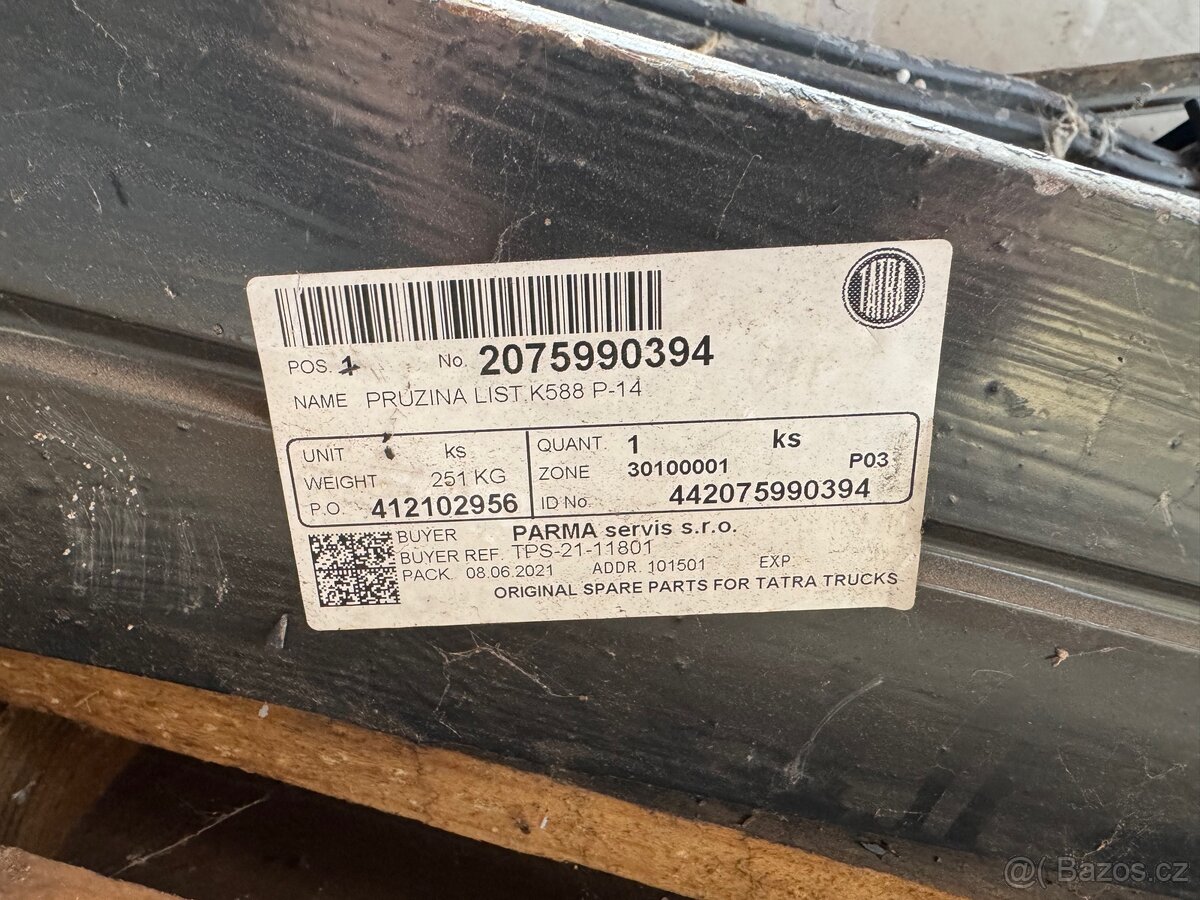 TATRA
POS. 1 No. 2075990394
NAME PRUZINA LIST.K588 P-14
UNIT ks QUANT. 1 ks
WEIGHT 251 KG ZONE 30100001 P03
P.O. 412102956 ID No. 442075990394
BUYER PARMA servis s.r.o.
BUYER REF. TPS-21-11801
PACK. 08.06.2021 ADDR. 101501 EXP
ORIGINAL SPARE PARTS FOR TATRA TRUCKS
@( Bazos.cz